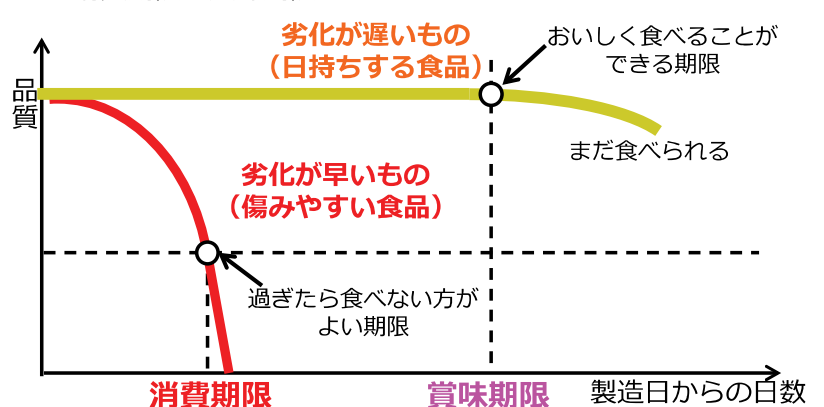 劣化が遅いもの
（日持ちする食品）
おいしく食べることが
できる期限
品質
まだ食べられる
劣化が早いもの
（傷みやすい食品）
過ぎたら食べない方が
よい期限
消費期限
賞味期限
製造日からの日数